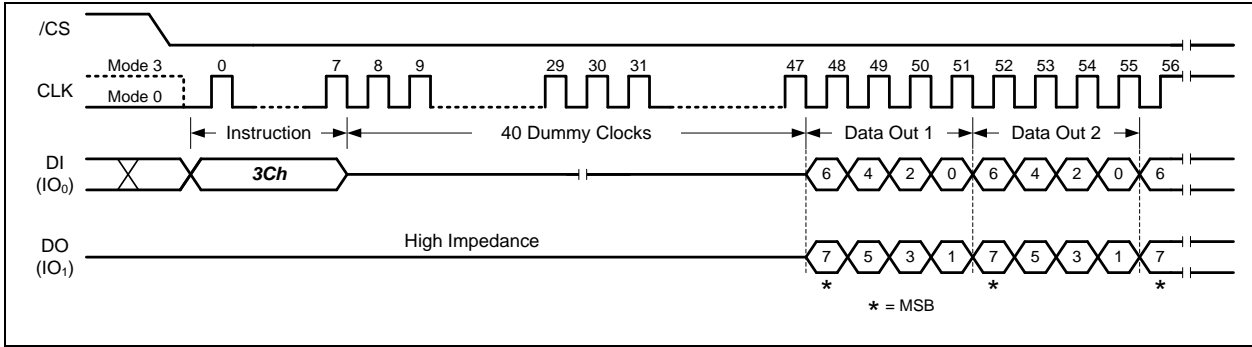 /CS
Mode 3 0 7 8 9 29 30 31 47 48 49 50 51 52 53 54 55 56
CLK
Mode 0
Instruction 40 Dummy Clocks Data Out 1 Data Out 2
DI
(IO₀)
3Ch 6 4 2 0 6 4 2 0 6
DO
(IO₁)
High Impedance 7 5 3 1 7 5 3 1 7
* * *
* = MSB